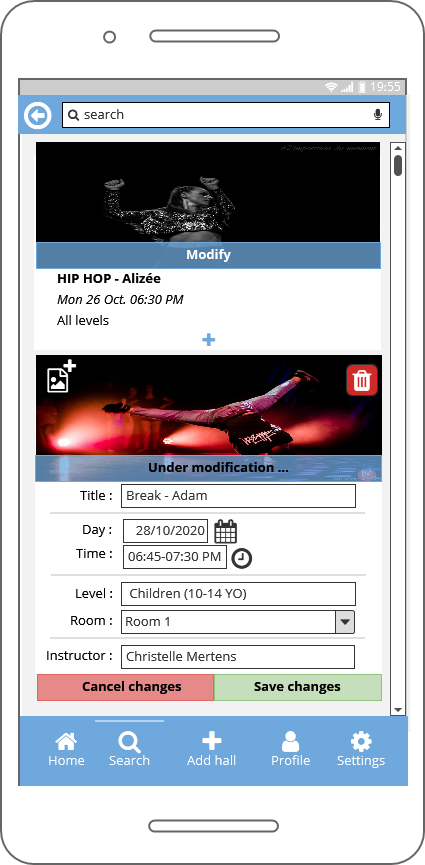 19:55
search
Modify
HIP HOP - Alizée
Mon 26 Oct. 06:30 PM
All levels
Under modification ...
Title : Break - Adam
Day : 28/10/2020
Time : 06:45-07:30 PM
Level : Children (10-14 YO)
Room : Room 1
Instructor : Christelle Mertens
Cancel changes Save changes
Home Search Add hall Profile Settings